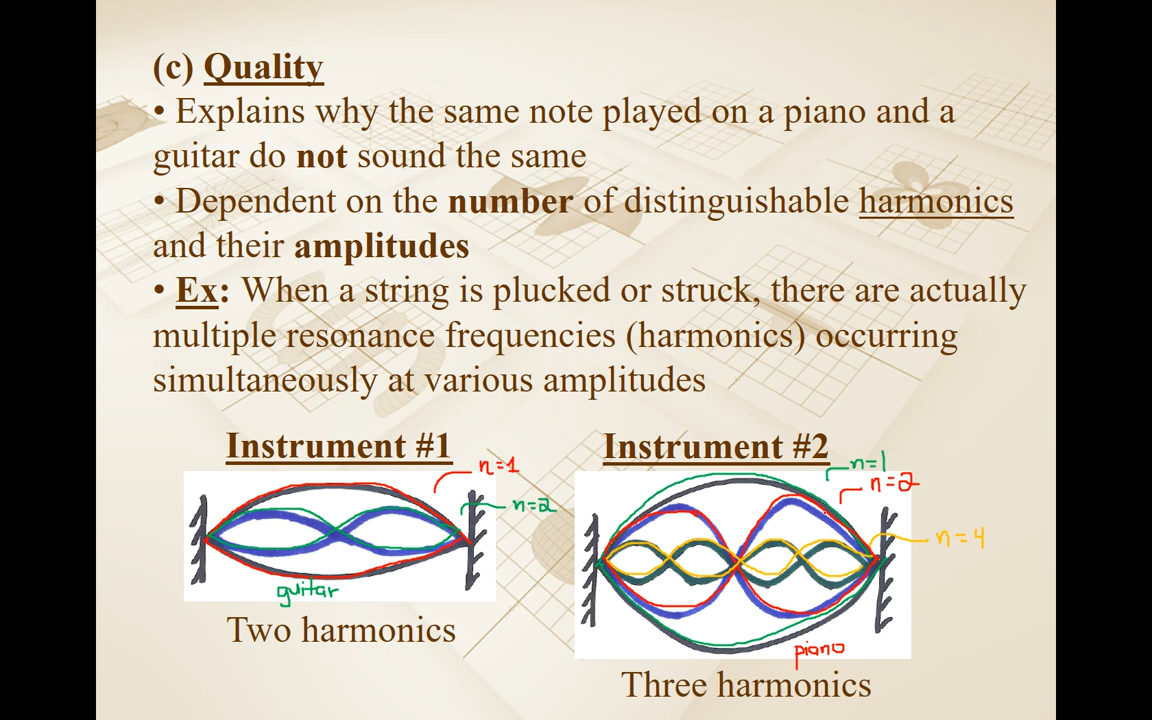 (c) Quality
• Explains why the same note played on a piano and a
guitar do not sound the same
• Dependent on the number of distinguishable harmonics
and their amplitudes
• Ex: When a string is plucked or struck, there are actually
multiple resonance frequencies (harmonics) occurring
simultaneously at various amplitudes
Instrument #1
n=1
n=2
guitar
Two harmonics
Instrument #2
n=1
n=2
n=4
piano
Three harmonics